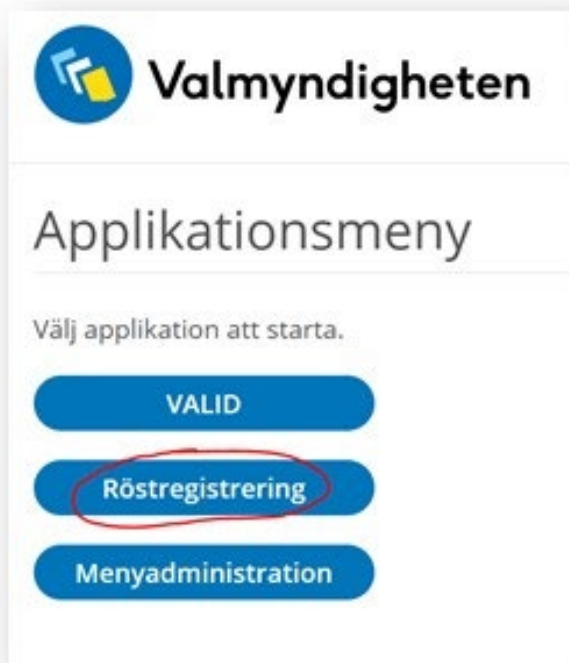 Valmyndigheten
Applikationsmeny
Välj applikation att starta.
VALID
Röstregistrering
Menyadministration